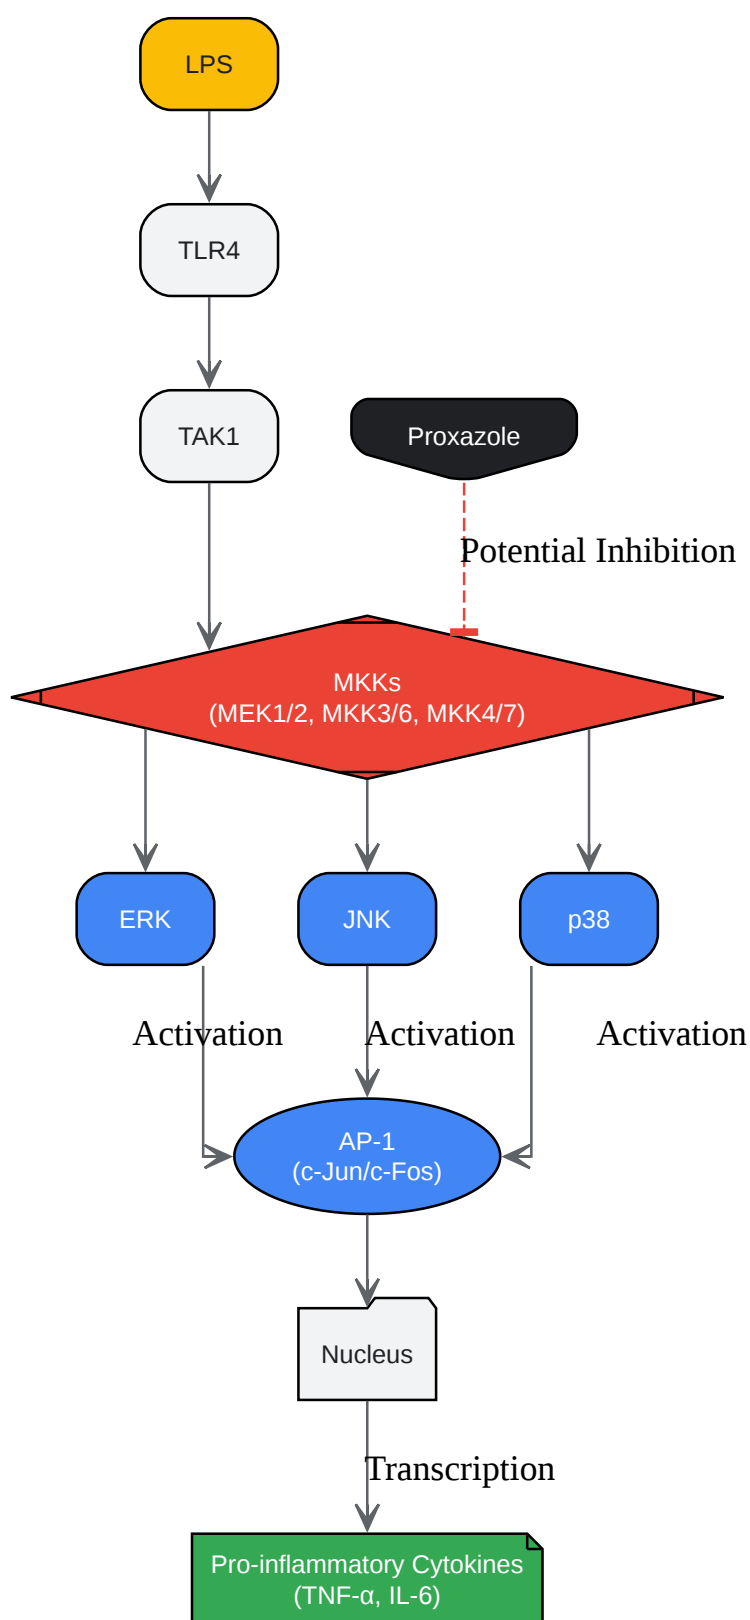 LPS
TLR4
TAK1
Proxazole
Potential Inhibition
MKKs
(MEK1/2, MKK3/6, MKK4/7)
ERK
JNK
p38
Activation
Activation
Activation
AP-1
(c-Jun/c-Fos)
Nucleus
Transcription
Pro-inflammatory Cytokines
(TNF-α, IL-6)